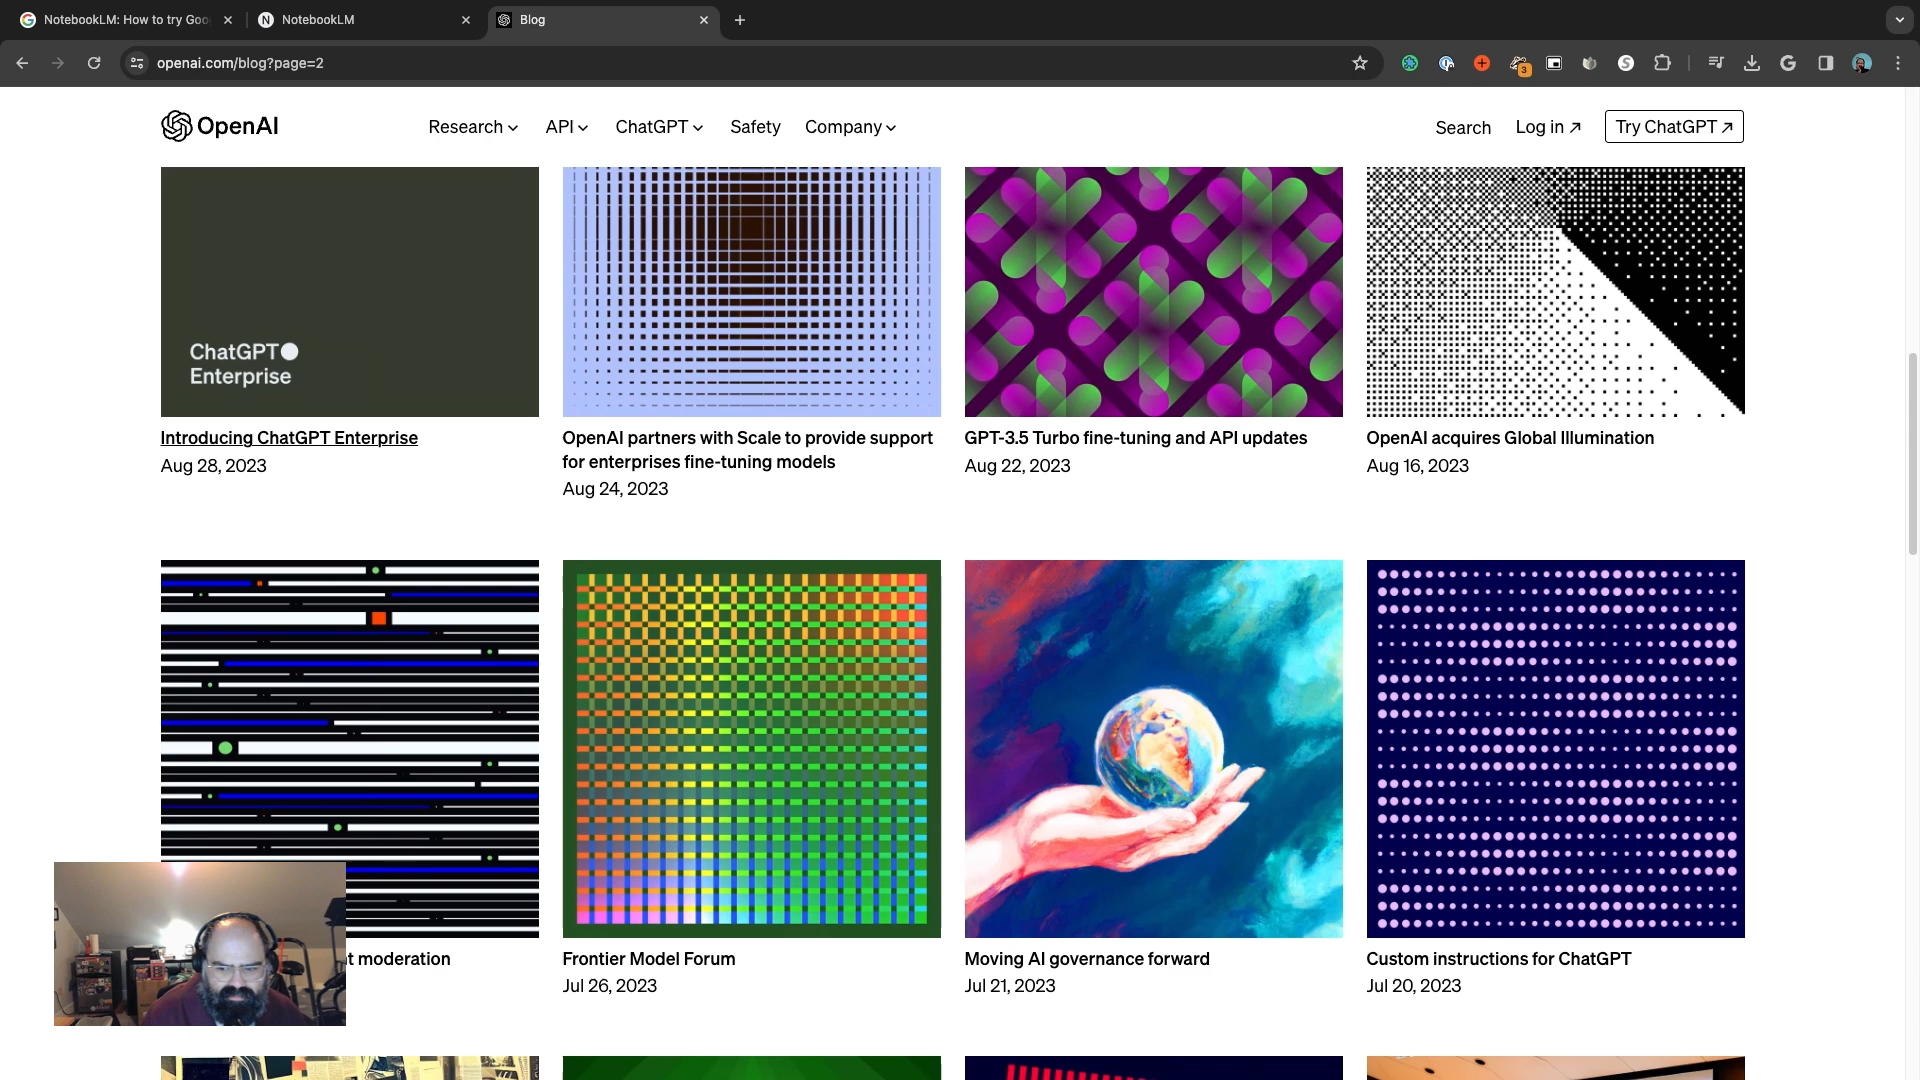 NotebookLM: How to try Goo
NotebookLM
Blog
openai.com/blog?page=2
3
OpenAI
Research
API
ChatGPT
Safety
Company
Search
Log in
Try ChatGPT
ChatGPT
Enterprise
Introducing ChatGPT Enterprise
Aug 28, 2023
OpenAI partners with Scale to provide support
for enterprises fine-tuning models
Aug 24, 2023
GPT-3.5 Turbo fine-tuning and API updates
Aug 22, 2023
OpenAI acquires Global Illumination
Aug 16, 2023
t moderation
Frontier Model Forum
Jul 26, 2023
Moving AI governance forward
Jul 21, 2023
Custom instructions for ChatGPT
Jul 20, 2023